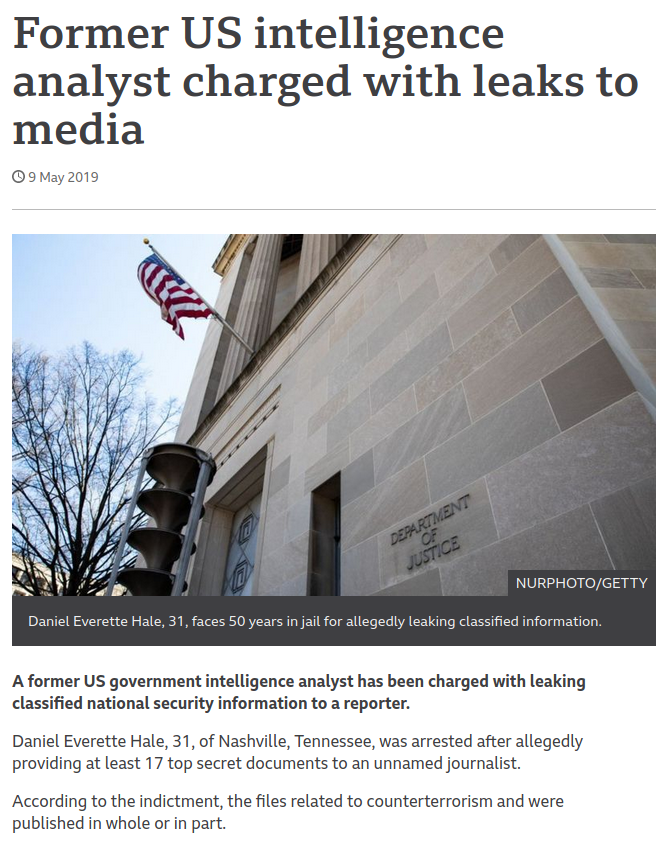 Former US intelligence
analyst charged with leaks to
media
9 May 2019
DEPARTMENT
OF
JUSTICE
NURPHOTO/GETTY
Daniel Everette Hale, 31, faces 50 years in jail for allegedly leaking classified information.
A former US government intelligence analyst has been charged with leaking
classified national security information to a reporter.
Daniel Everette Hale, 31, of Nashville, Tennessee, was arrested after allegedly
providing at least 17 top secret documents to an unnamed journalist.
According to the indictment, the files related to counterterrorism and were
published in whole or in part.